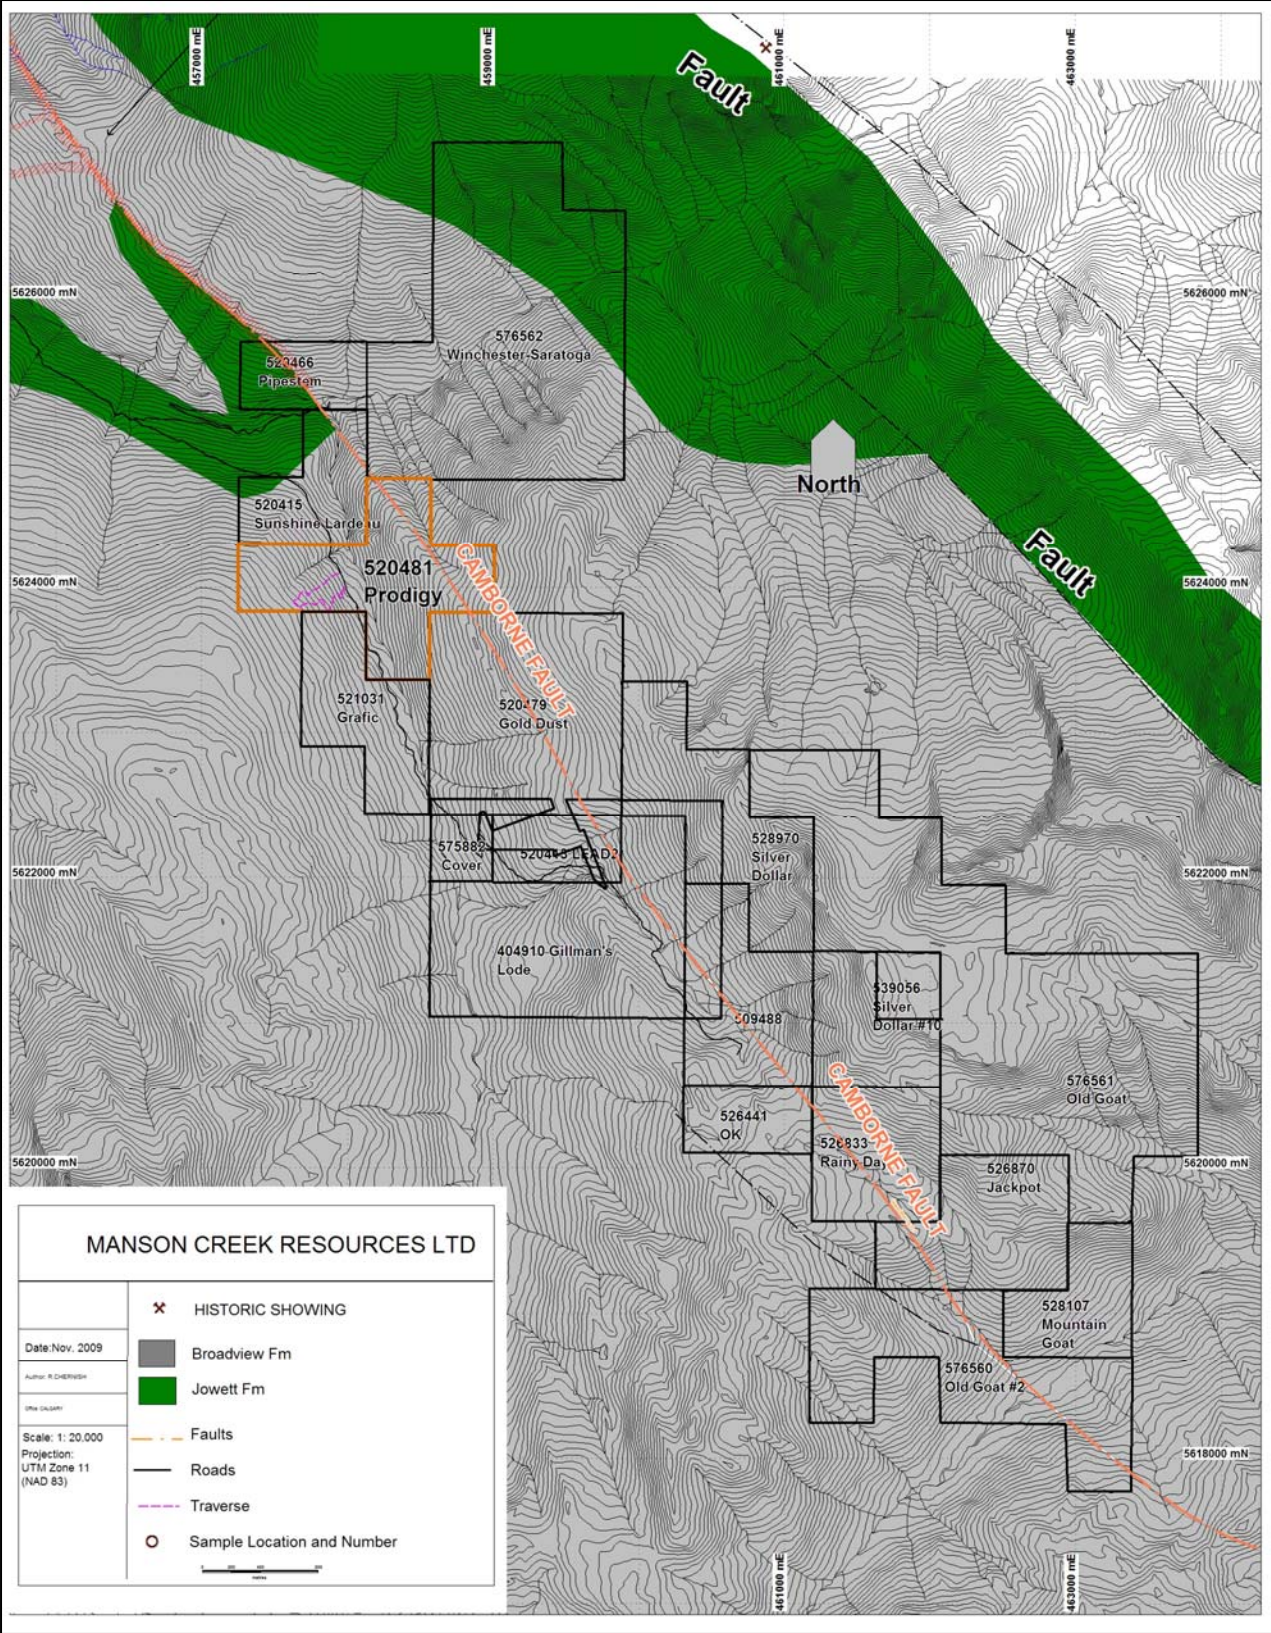 457000 mE
459000 mE
461000 mE
463000 mE
Fault
5626000 mN
5626000 mN
576562
Winchester-Saratoga
520466
Pipestem
North
520415
Sunshine Lardeau
Fault
5624000 mN
520481
Prodigy
CAMBORNE FAULT
5624000 mN
521031
Grafic
520479
Gold Dust
575882
Cover
LEAD2
528970
Silver
Dollar
5622000 mN
5622000 mN
404910 Gillman's
Lode
539056
Silver
Dollar #10
509488
CAMBORNE FAULT
576561
Old Goat
526441
OK
526833
Rainy Day
5620000 mN
5620000 mN
526870
Jackpot
528107
Mountain
Goat
576560
Old Goat #2
5618000 mN
461000 mE
463000 mE
MANSON CREEK RESOURCES LTD
HISTORIC SHOWING
Date:Nov. 2009
Broadview Fm
Author: R.CHERNISH
Jowett Fm
Office: CALGARY
Scale: 1: 20,000
Projection:
UTM Zone 11
(NAD 83)
Faults
Roads
Traverse
Sample Location and Number
metres